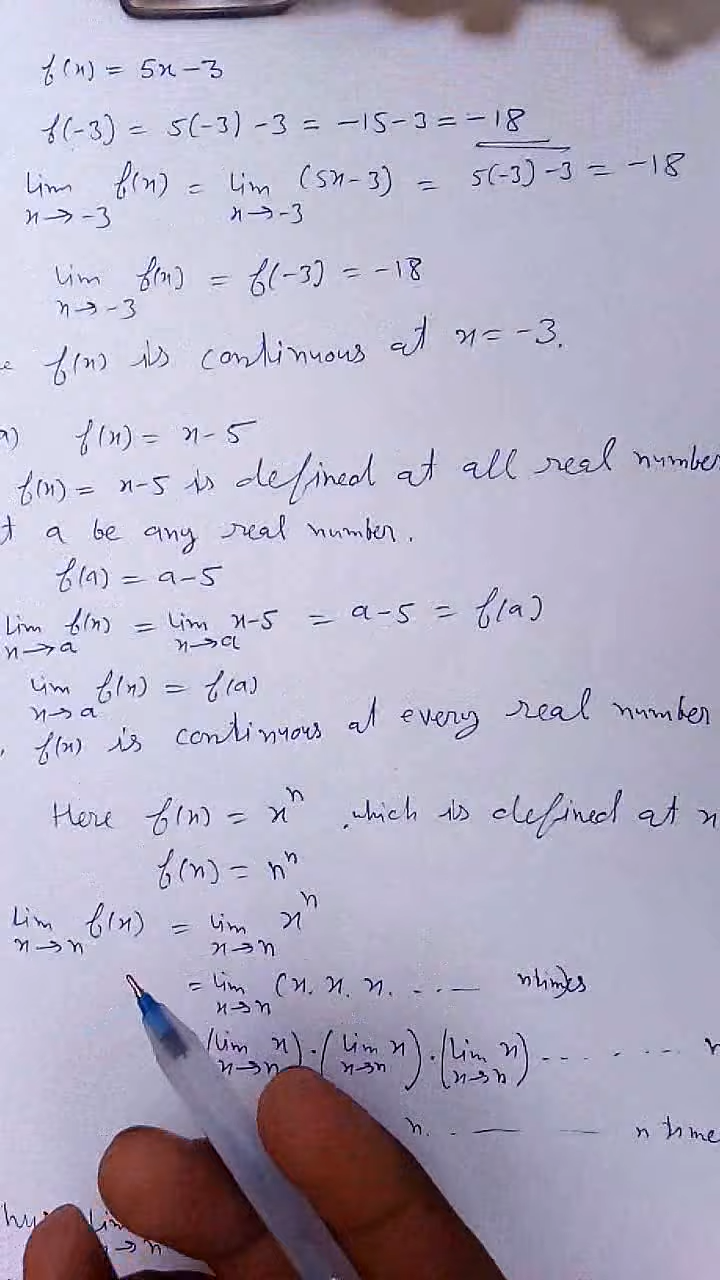 f(x) = 5x-3
f(-3) = 5(-3) -3 = -15-3 = -18
lim f(x) = lim (5x-3) = 5(-3) -3 = -18
x→-3 x→-3
lim f(x) = f(-3) = -18
x→-3
f(x) is continuous at x = -3.
a) f(x) = x-5
f(x) = x-5 is defined at all real number
a be any real number.
f(a) = a-5
lim f(x) = lim x-5 = a-5 = f(a)
x→a x→a
lim f(x) = f(a)
x→a
f(x) is continuous at every real number
Here f(x) = x^n, which is defined at x
f(n) = n^n
lim f(x) = lim x^n
x→n x→n
= lim (x. x. x. ... n times
x→n
(lim x) . (lim x) . (lim x) ...... n
x→n x→n x→n
n. ... n time
lim
x→n